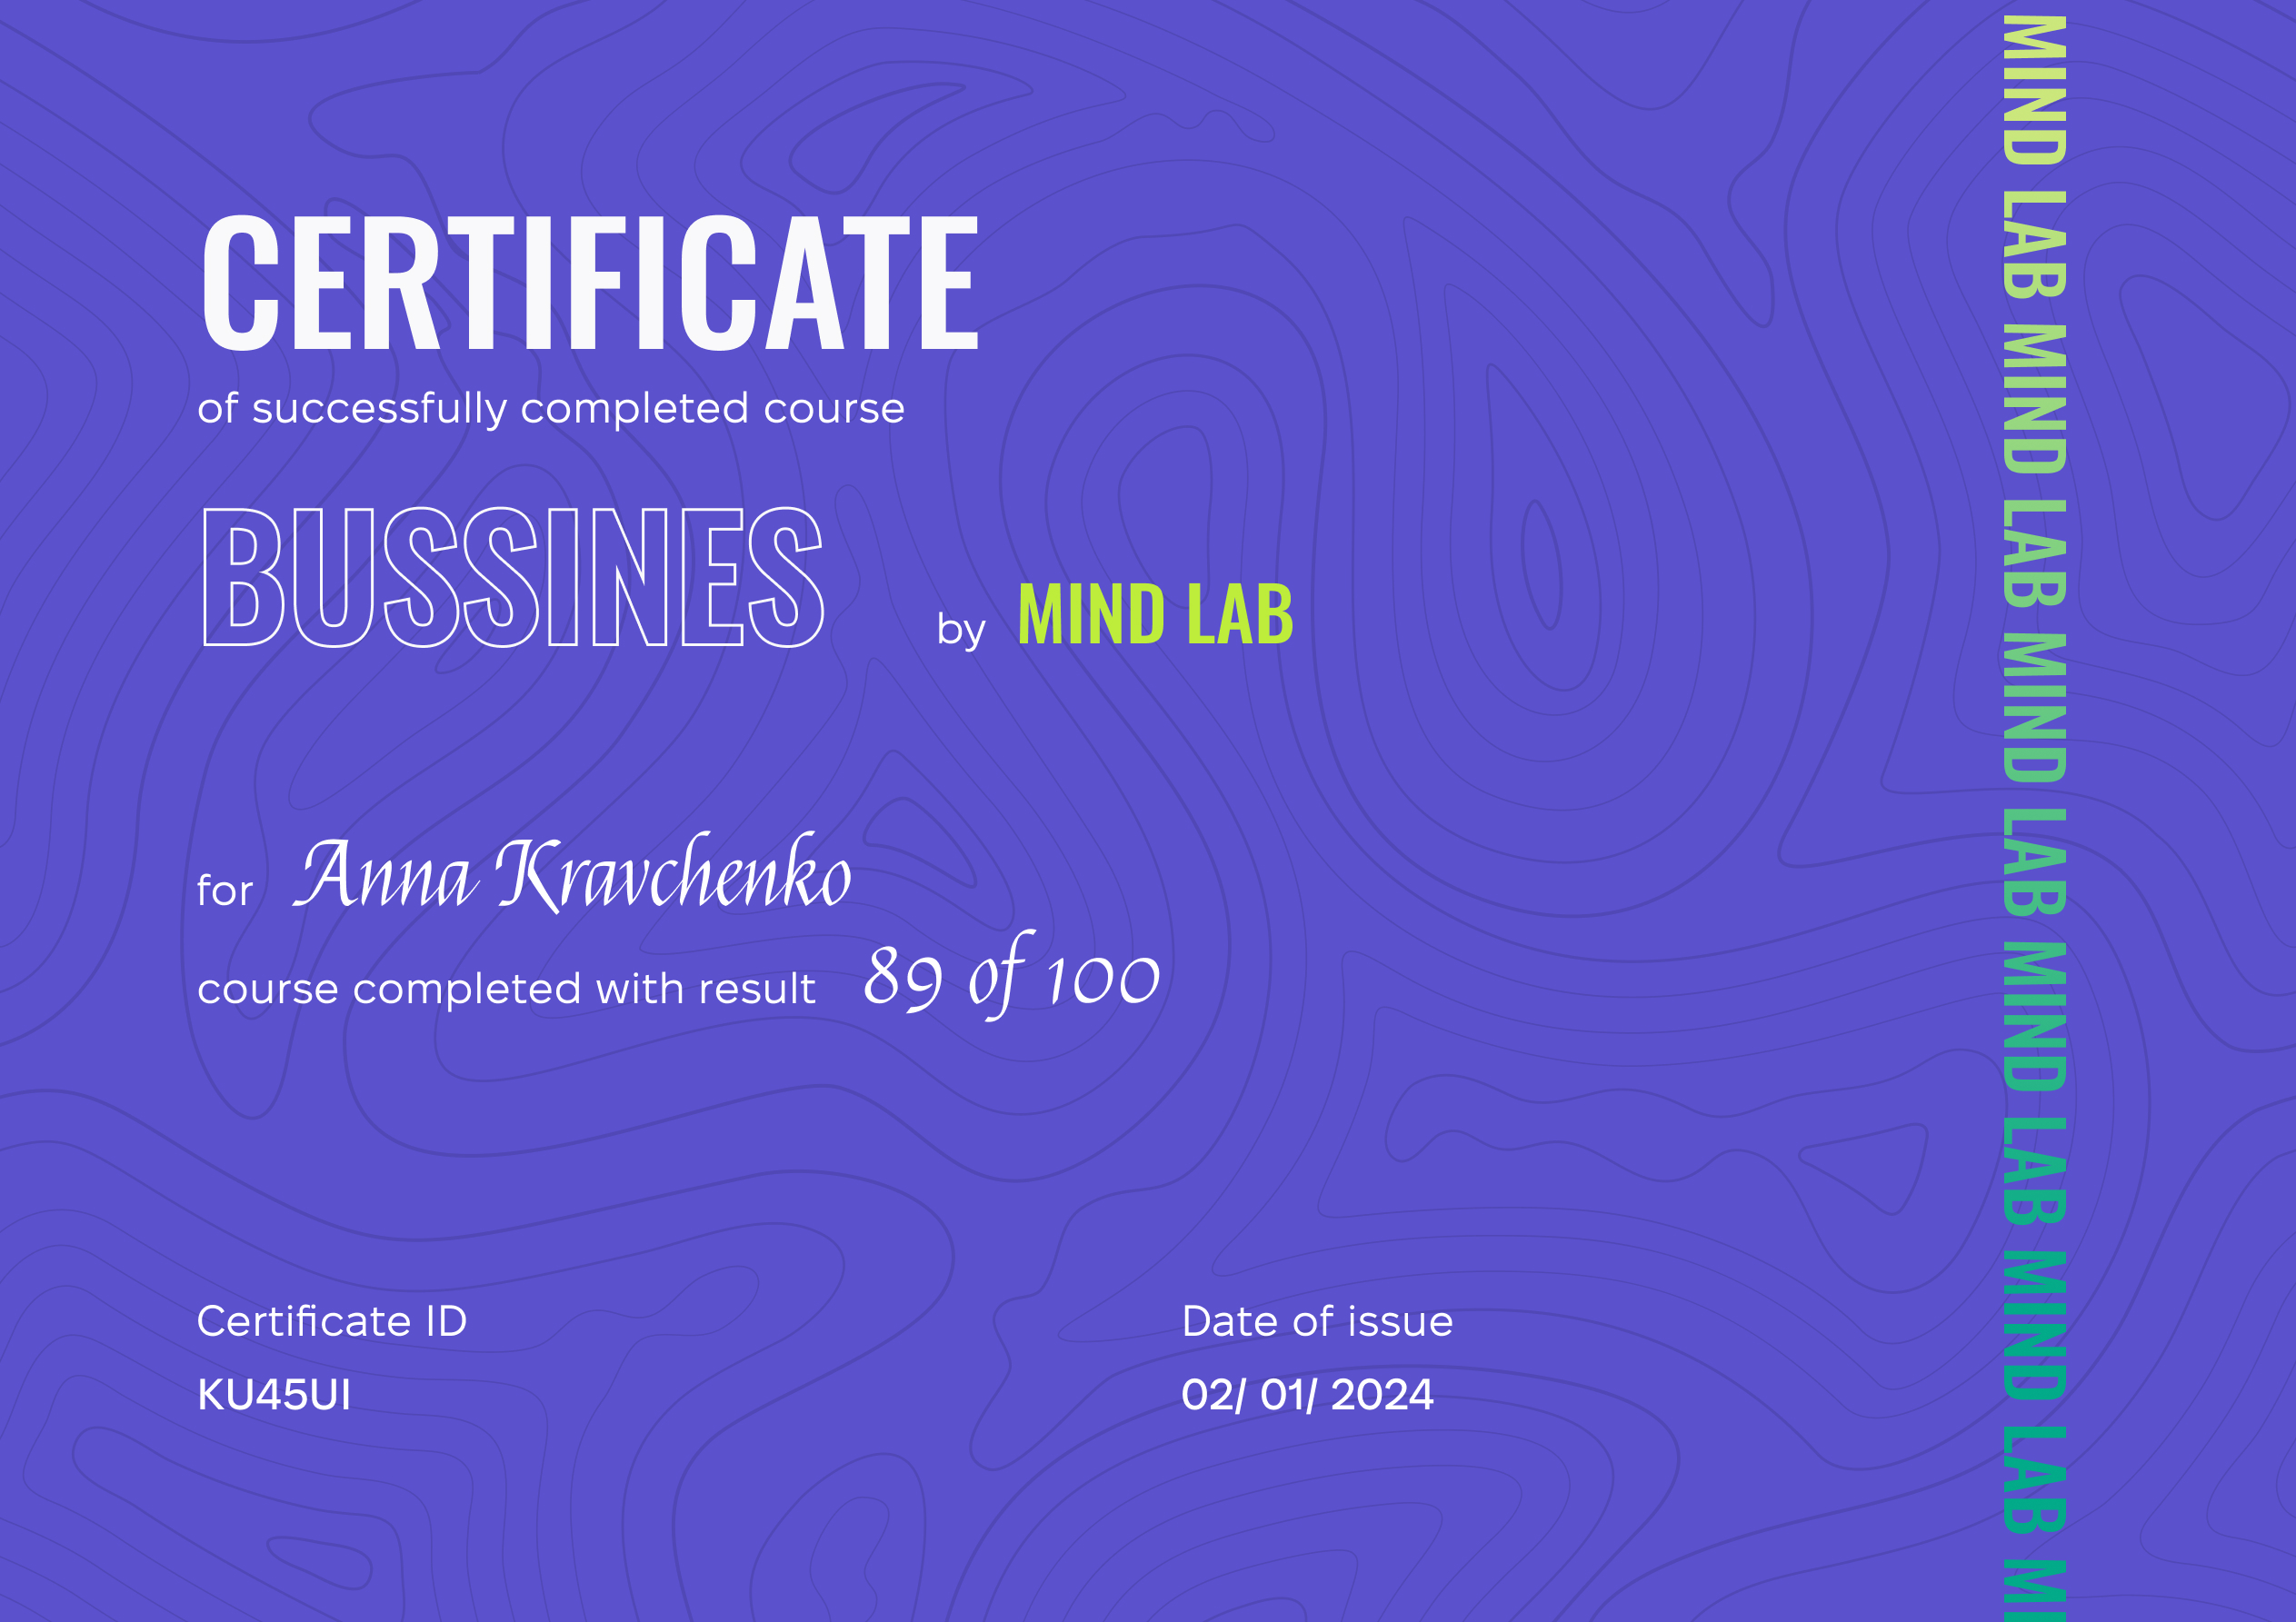 CERTIFICATE
of successfully completed course
BUSSINES by MIND LAB
for Anna Kravchenko
course completed with result 89 of 100
Certificate ID
KU45UI
Date of issue
02/ 01/ 2024
MIND LAB MIND LAB MIND LAB MIND LAB MIND LAB MI